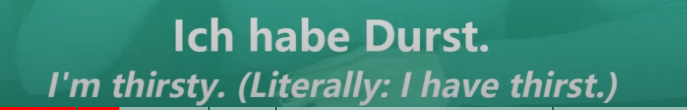 Ich habe Durst.
I'm thirsty. (Literally: I have thirst.)